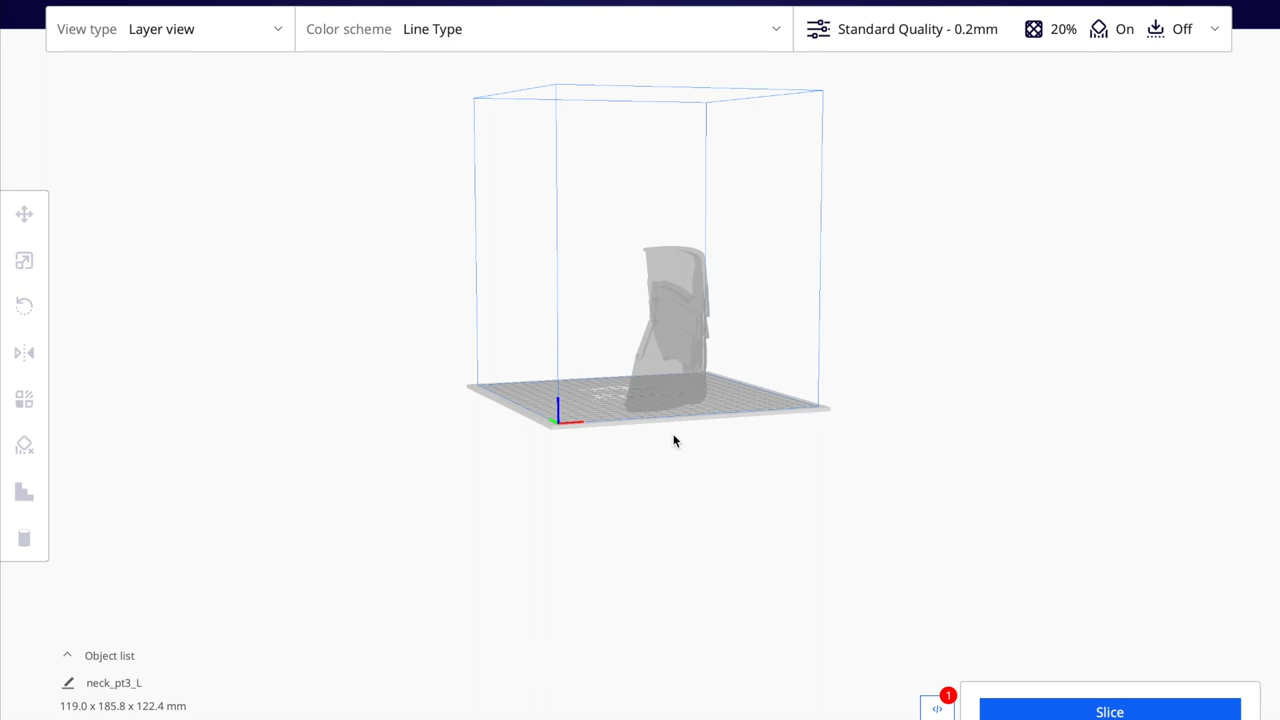 View type Layer view
Color scheme Line Type
Standard Quality - 0.2mm
20%
On
Off
Object list
neck_pt3_L
119.0 x 185.8 x 122.4 mm
1
</>
Slice